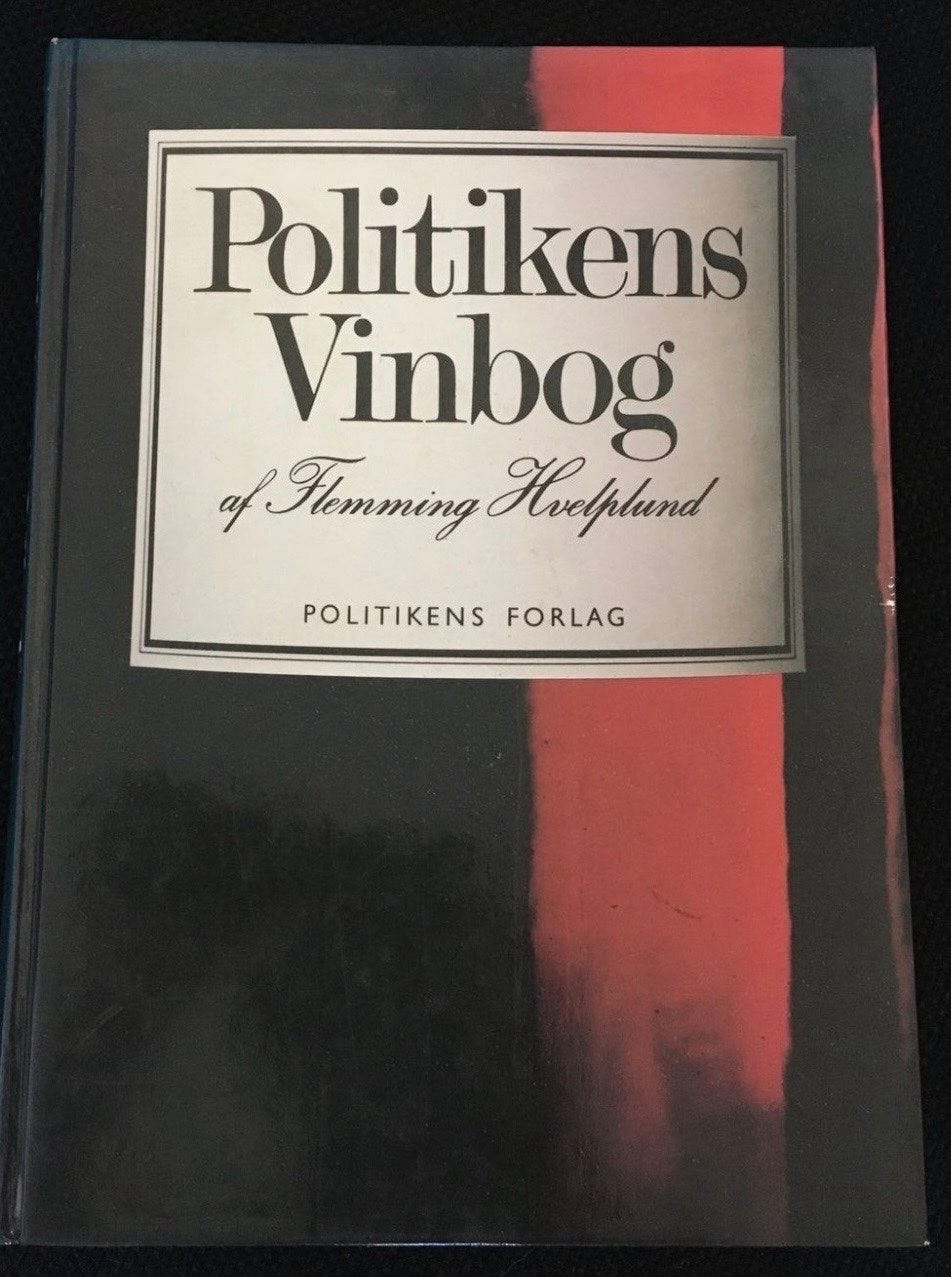 Politikens
Vinbog
af Flemming Hvelplund
POLITIKENS FORLAG